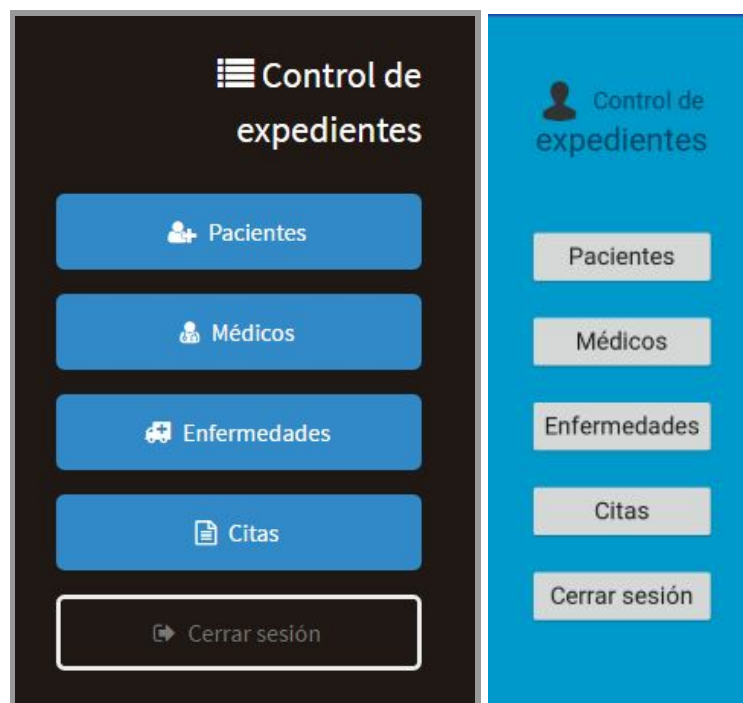 Control de
expedientes
Pacientes
Médicos
Enfermedades
Citas
Cerrar sesión
Control de
expedientes
Pacientes
Médicos
Enfermedades
Citas
Cerrar sesión